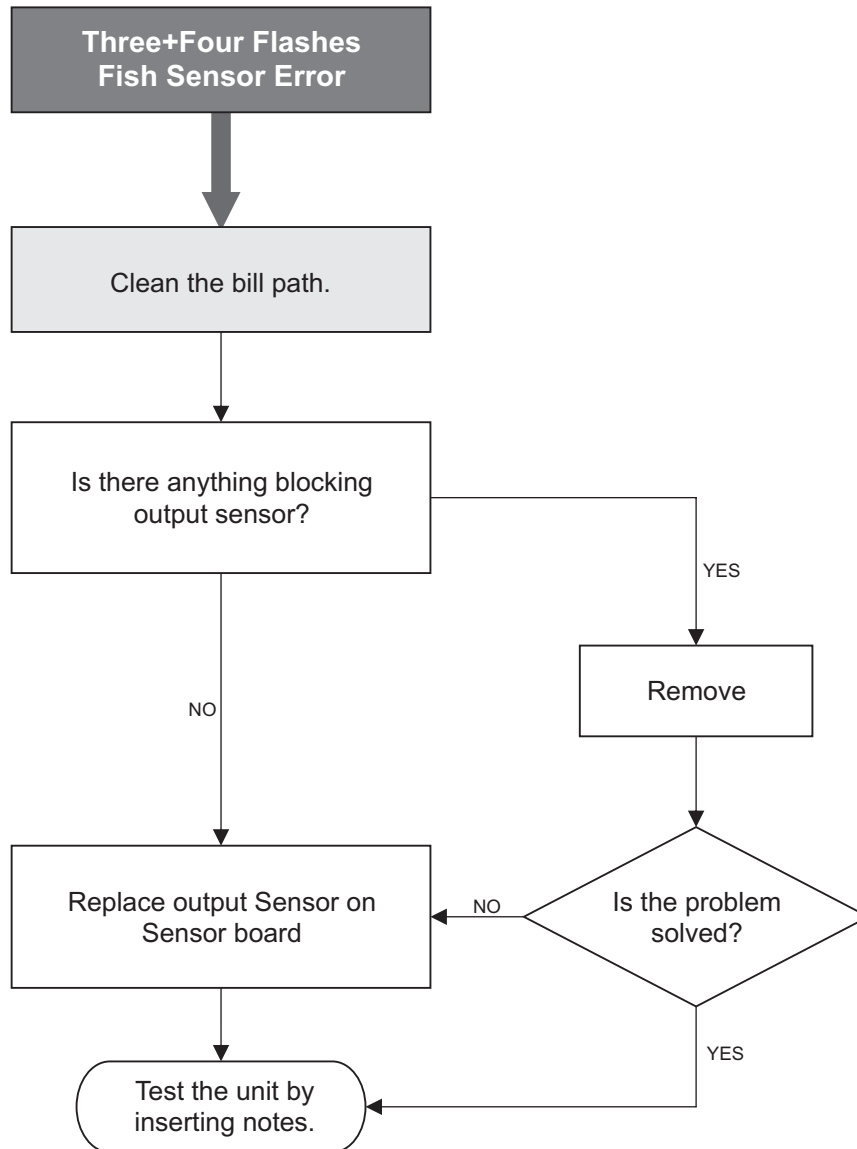 Three+Four Flashes
Fish Sensor Error
Clean the bill path.
Is there anything blocking
output sensor?
YES
Remove
NO
Replace output Sensor on
Sensor board
NO
Is the problem
solved?
YES
Test the unit by
inserting notes.